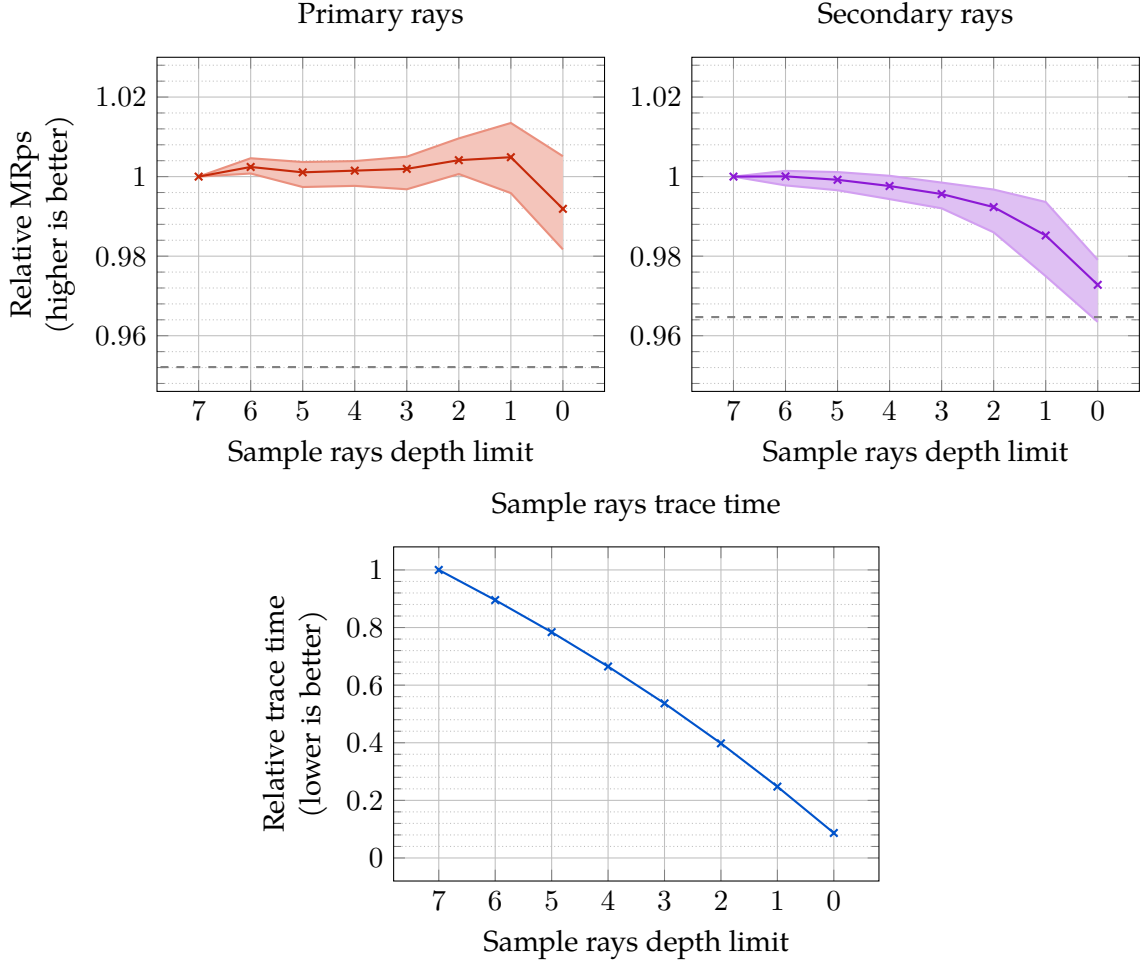 Primary rays
Secondary rays
Relative MRps
(higher is better)
1.02
1
0.98
0.96
7 6 5 4 3 2 1 0
Sample rays depth limit
1.02
1
0.98
0.96
7 6 5 4 3 2 1 0
Sample rays depth limit
Sample rays trace time
Relative trace time
(lower is better)
1
0.8
0.6
0.4
0.2
0
7 6 5 4 3 2 1 0
Sample rays depth limit